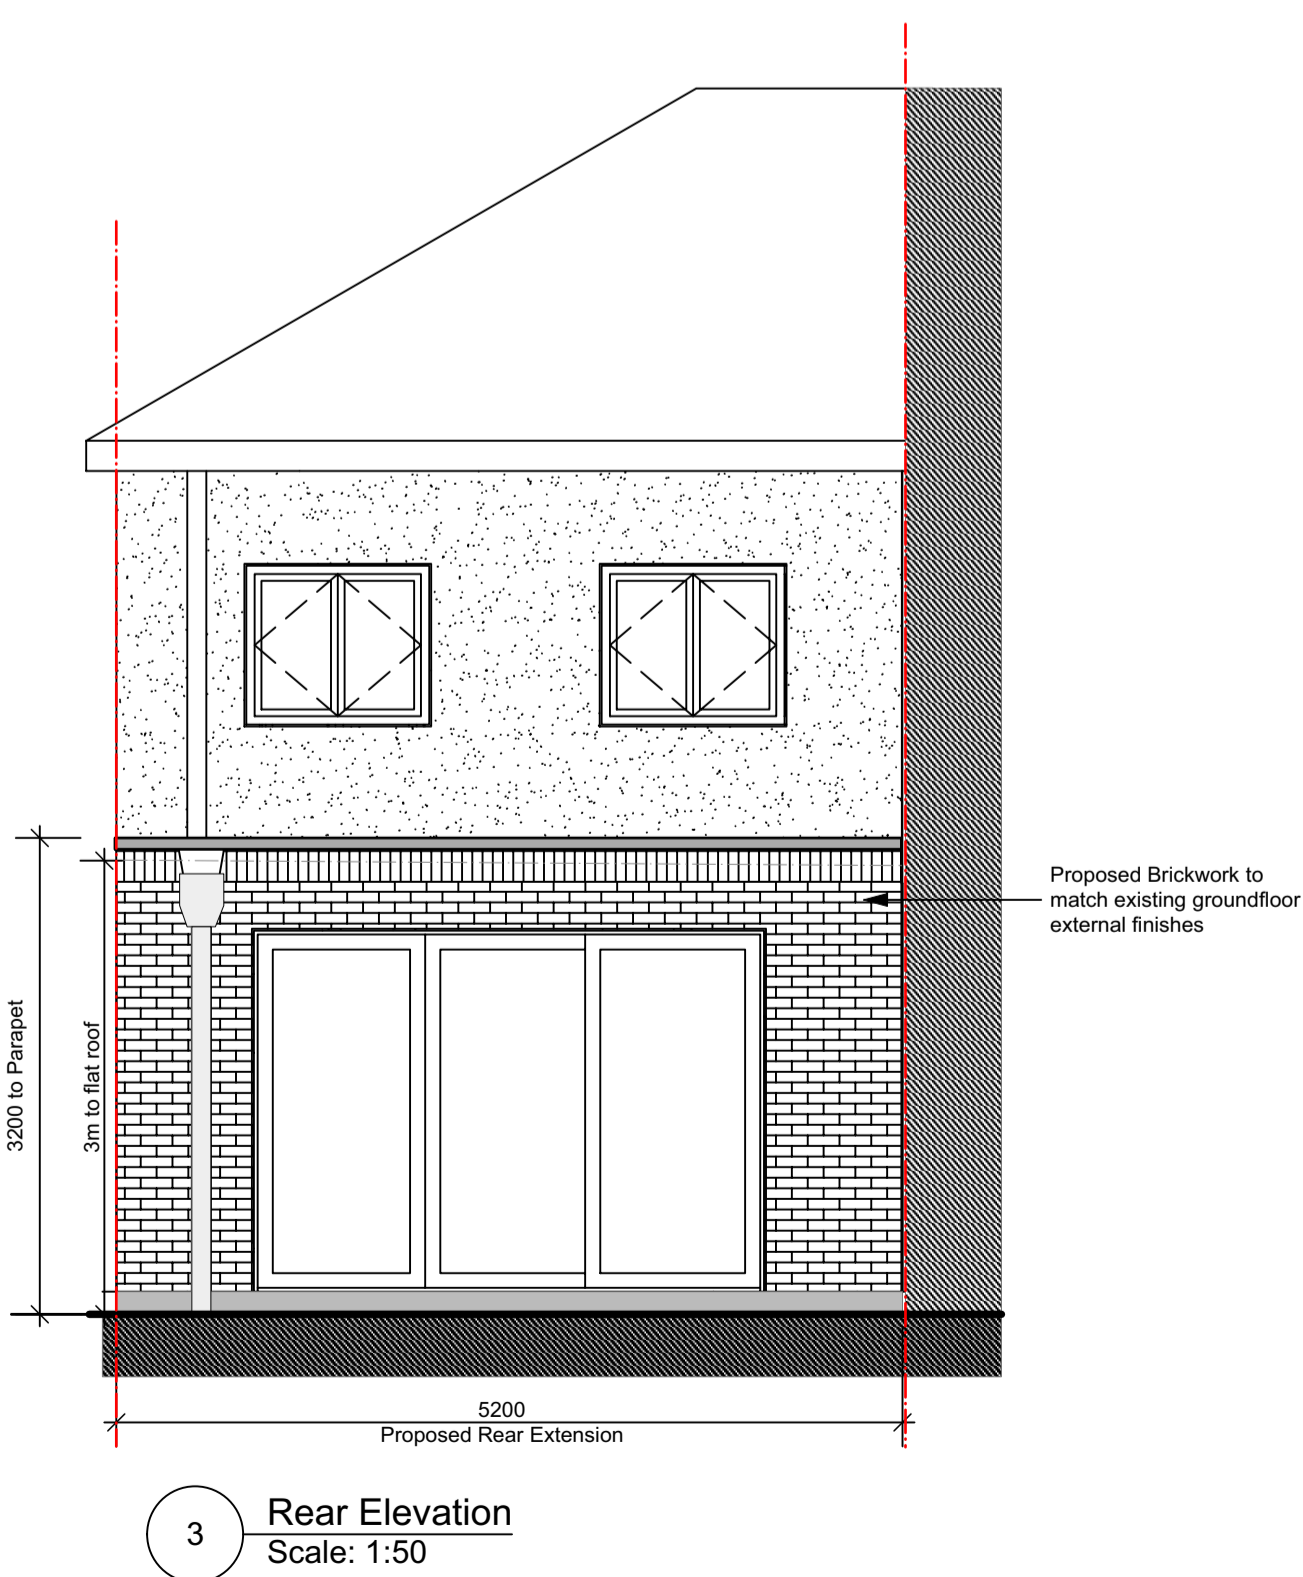 Proposed Brickwork to
match existing groundfloor
external finishes
3200 to Parapet
3m to flat roof
5200
Proposed Rear Extension
3
Rear Elevation
Scale: 1:50